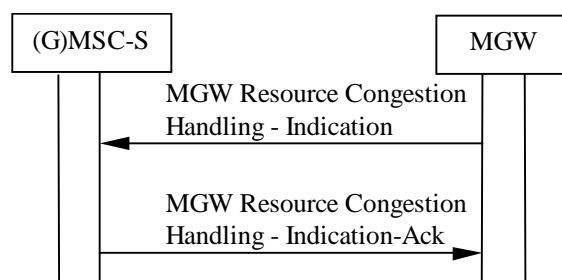 (G)MSC-S
MGW
MGW Resource Congestion
Handling - Indication
MGW Resource Congestion
Handling - Indication-Ack